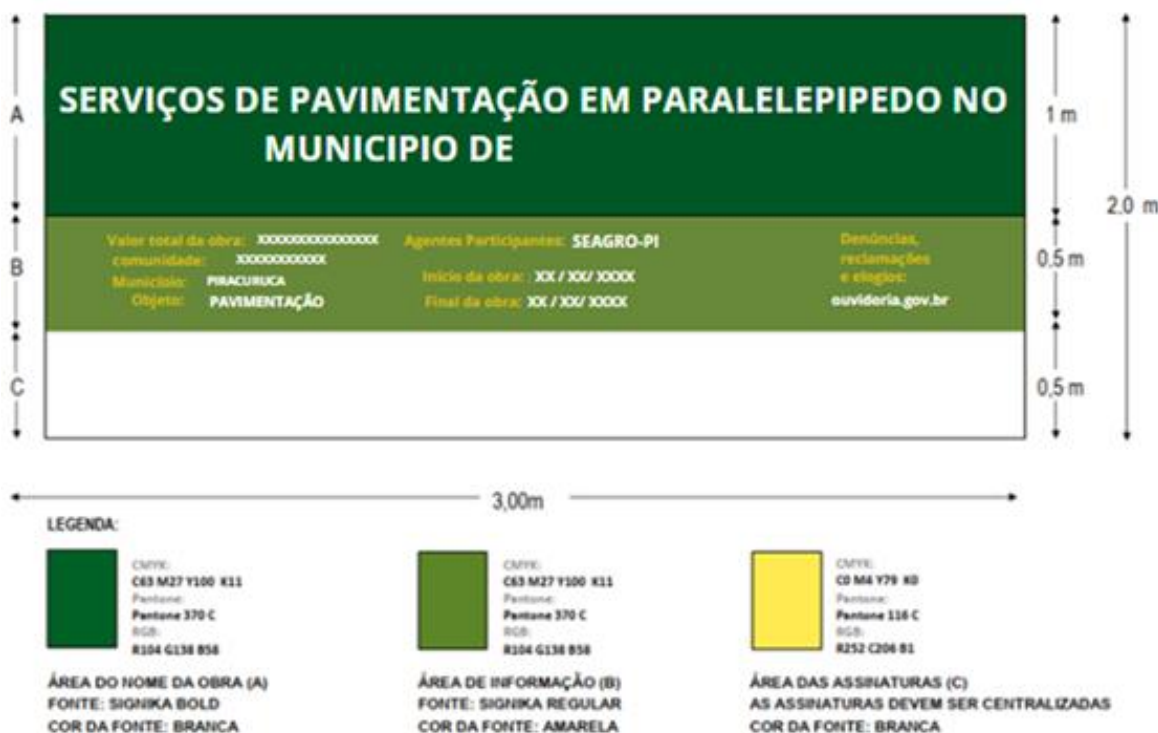 A
B
C
SERVIÇOS DE PAVIMENTAÇÃO EM PARALELEPIPEDO NO
MUNICIPIO DE
1 m
2.0 m
0,5 m
0,5 m
Valor total da obra: XXXXXXXXXXXXXXXX
comunidade: XXXXXXXXXXX
Município: PIRACURUCA
Objeto: PAVIMENTAÇÃO
Agentes Participantes: SEAGRO-PI
Início da obra: XX / XX/ XXXX
Final da obra: XX / XX/ XXXX
Denúncias,
reclamações
e elogios:
ouvideria.gov.br
3,00m
LEGENDA:
CMYK:
C63 M27 Y100 K11
Pantone:
Pantone 370 C
RGB:
R104 G138 B58
ÁREA DO NOME DA OBRA (A)
FONTE: SIGNIKA BOLD
COR DA FONTE: BRANCA
CMYK:
C63 M27 Y100 K11
Pantone:
Pantone 370 C
RGB:
R104 G138 B58
ÁREA DE INFORMAÇÃO (B)
FONTE: SIGNIKA REGULAR
COR DA FONTE: AMARELA
CMYK:
C0 M4 Y79 K0
Pantone:
Pantone 116 C
RGB:
R252 C206 B1
ÁREA DAS ASSINATURAS (C)
AS ASSINATURAS DEVEM SER CENTRALIZADAS
COR DA FONTE: BRANCA